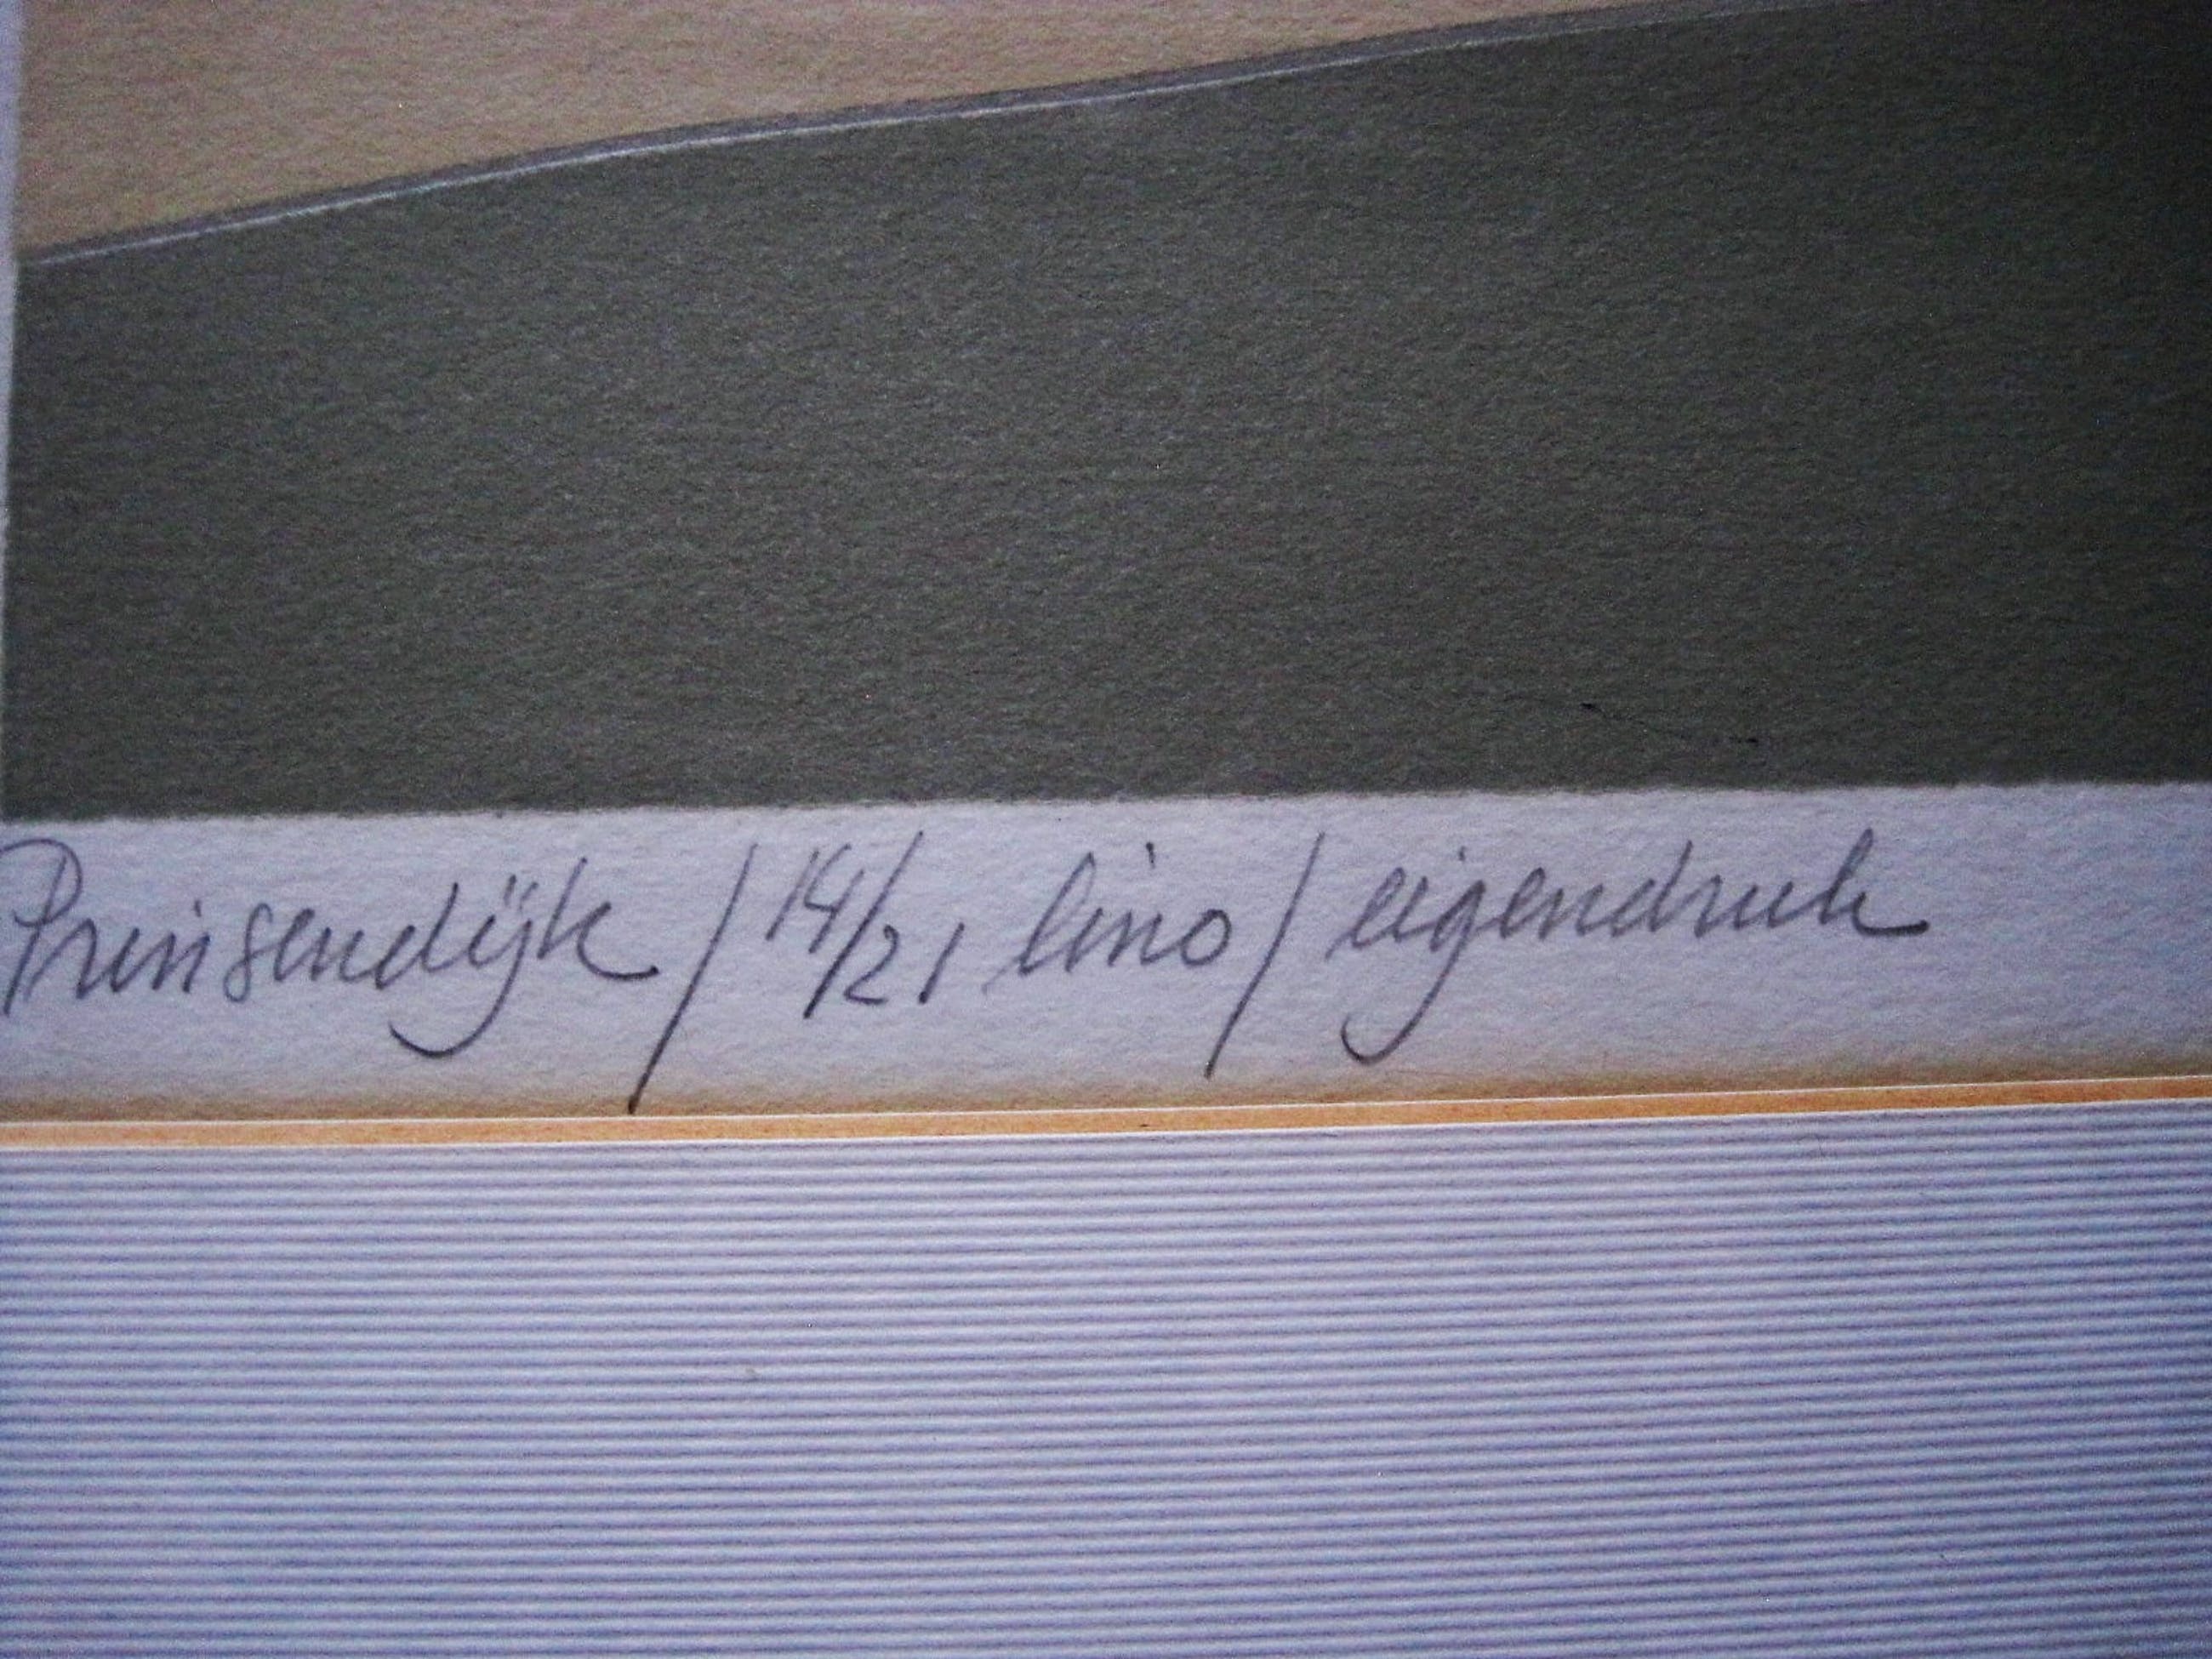 Prinsendijk / 14/21 lino / eigendruk